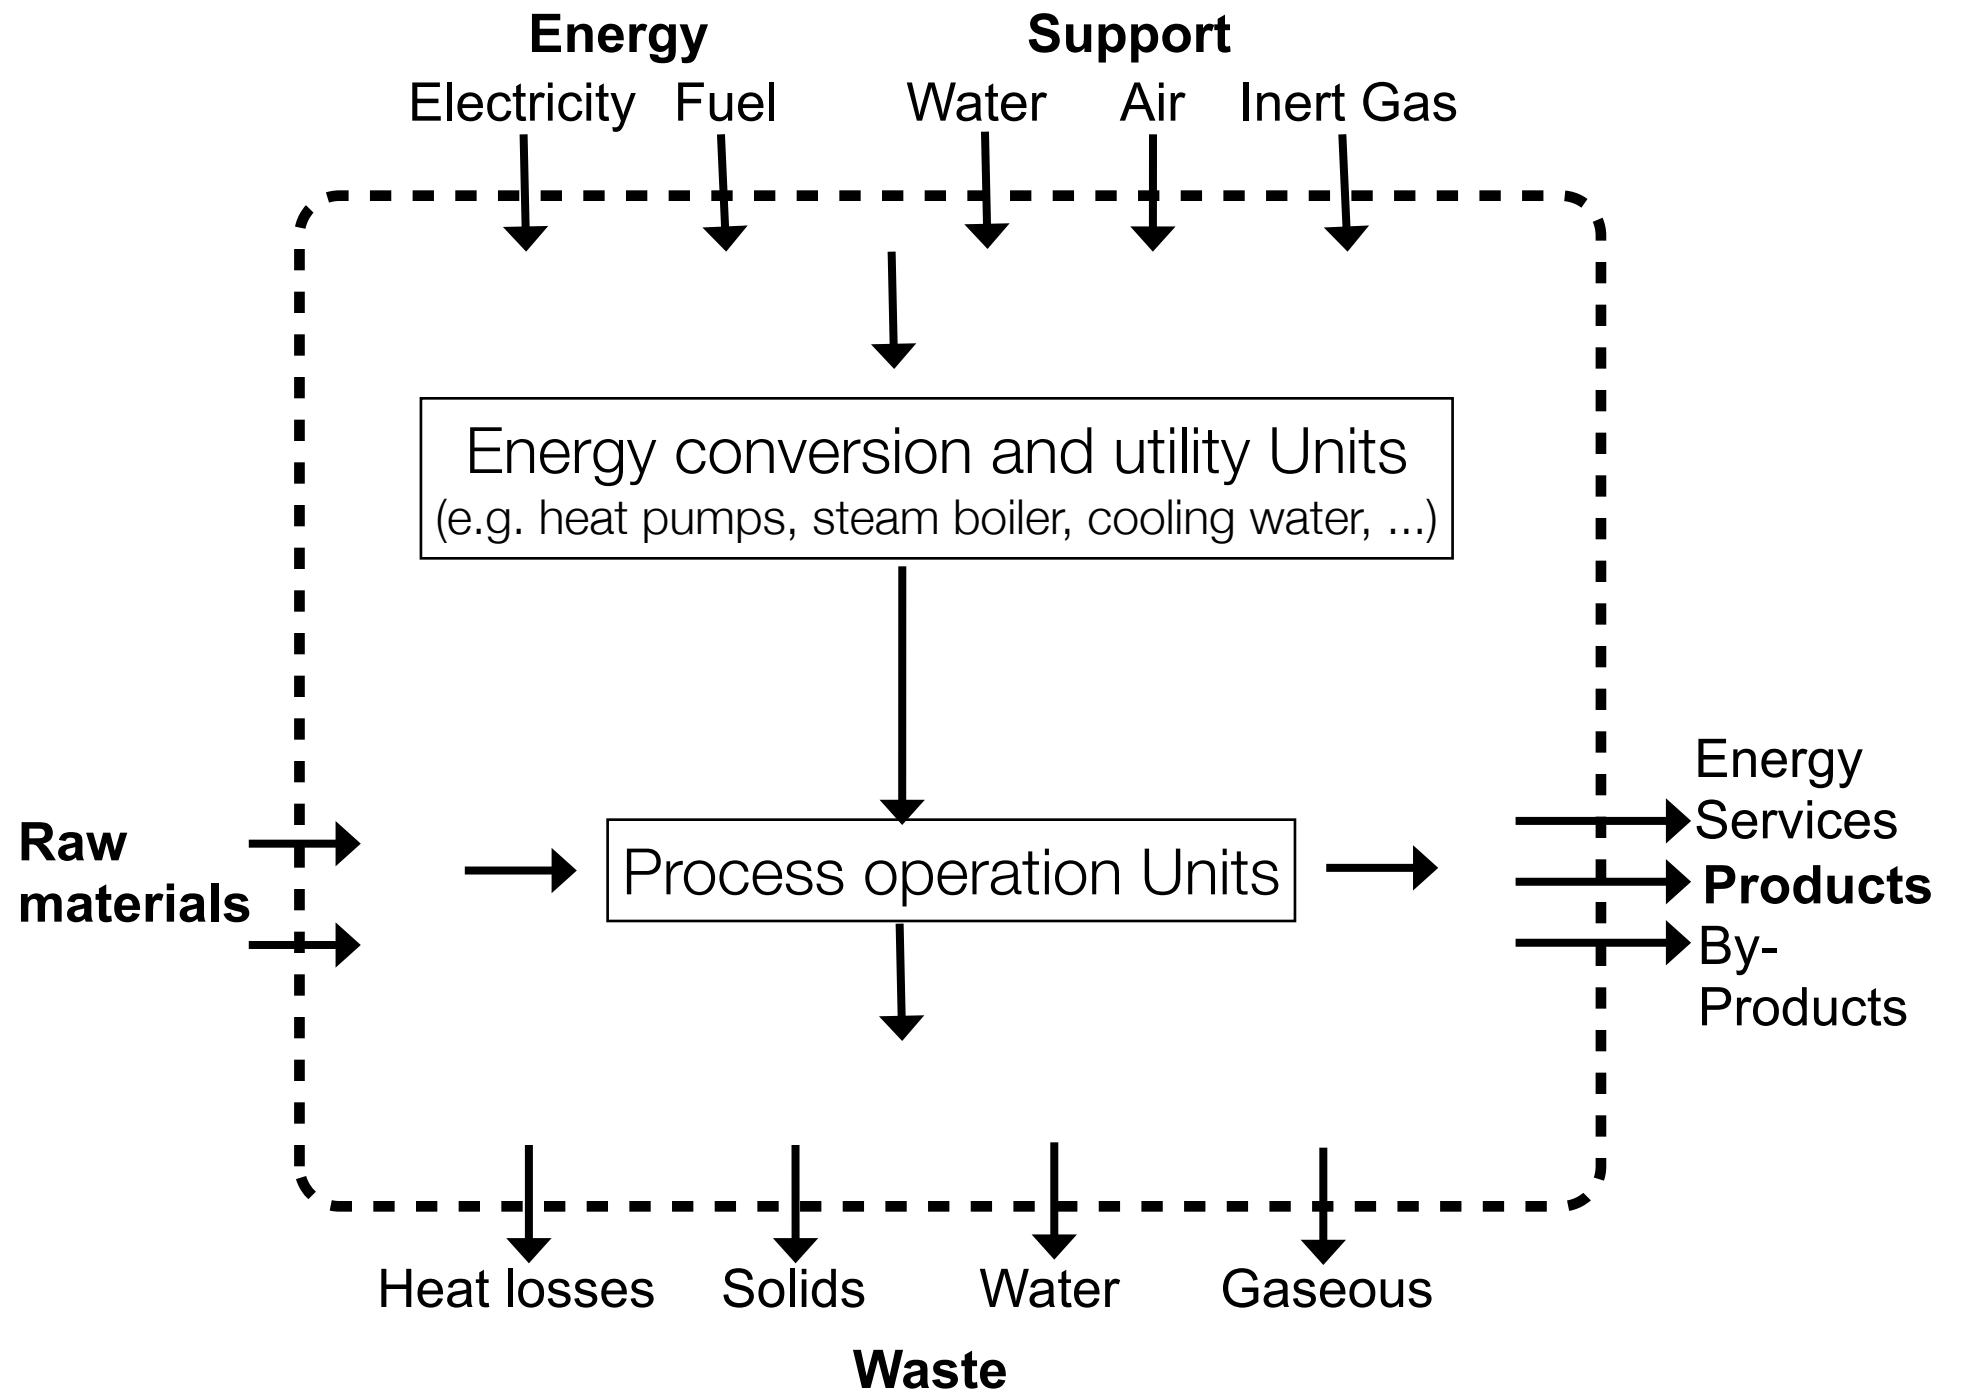 Energy Support
Electricity Fuel Water Air Inert Gas
Energy conversion and utility Units
(e.g. heat pumps, steam boiler, cooling water, ...)
Raw
materials
Process operation Units
Energy
Services
Products
By-
Products
Heat losses Solids Water Gaseous
Waste